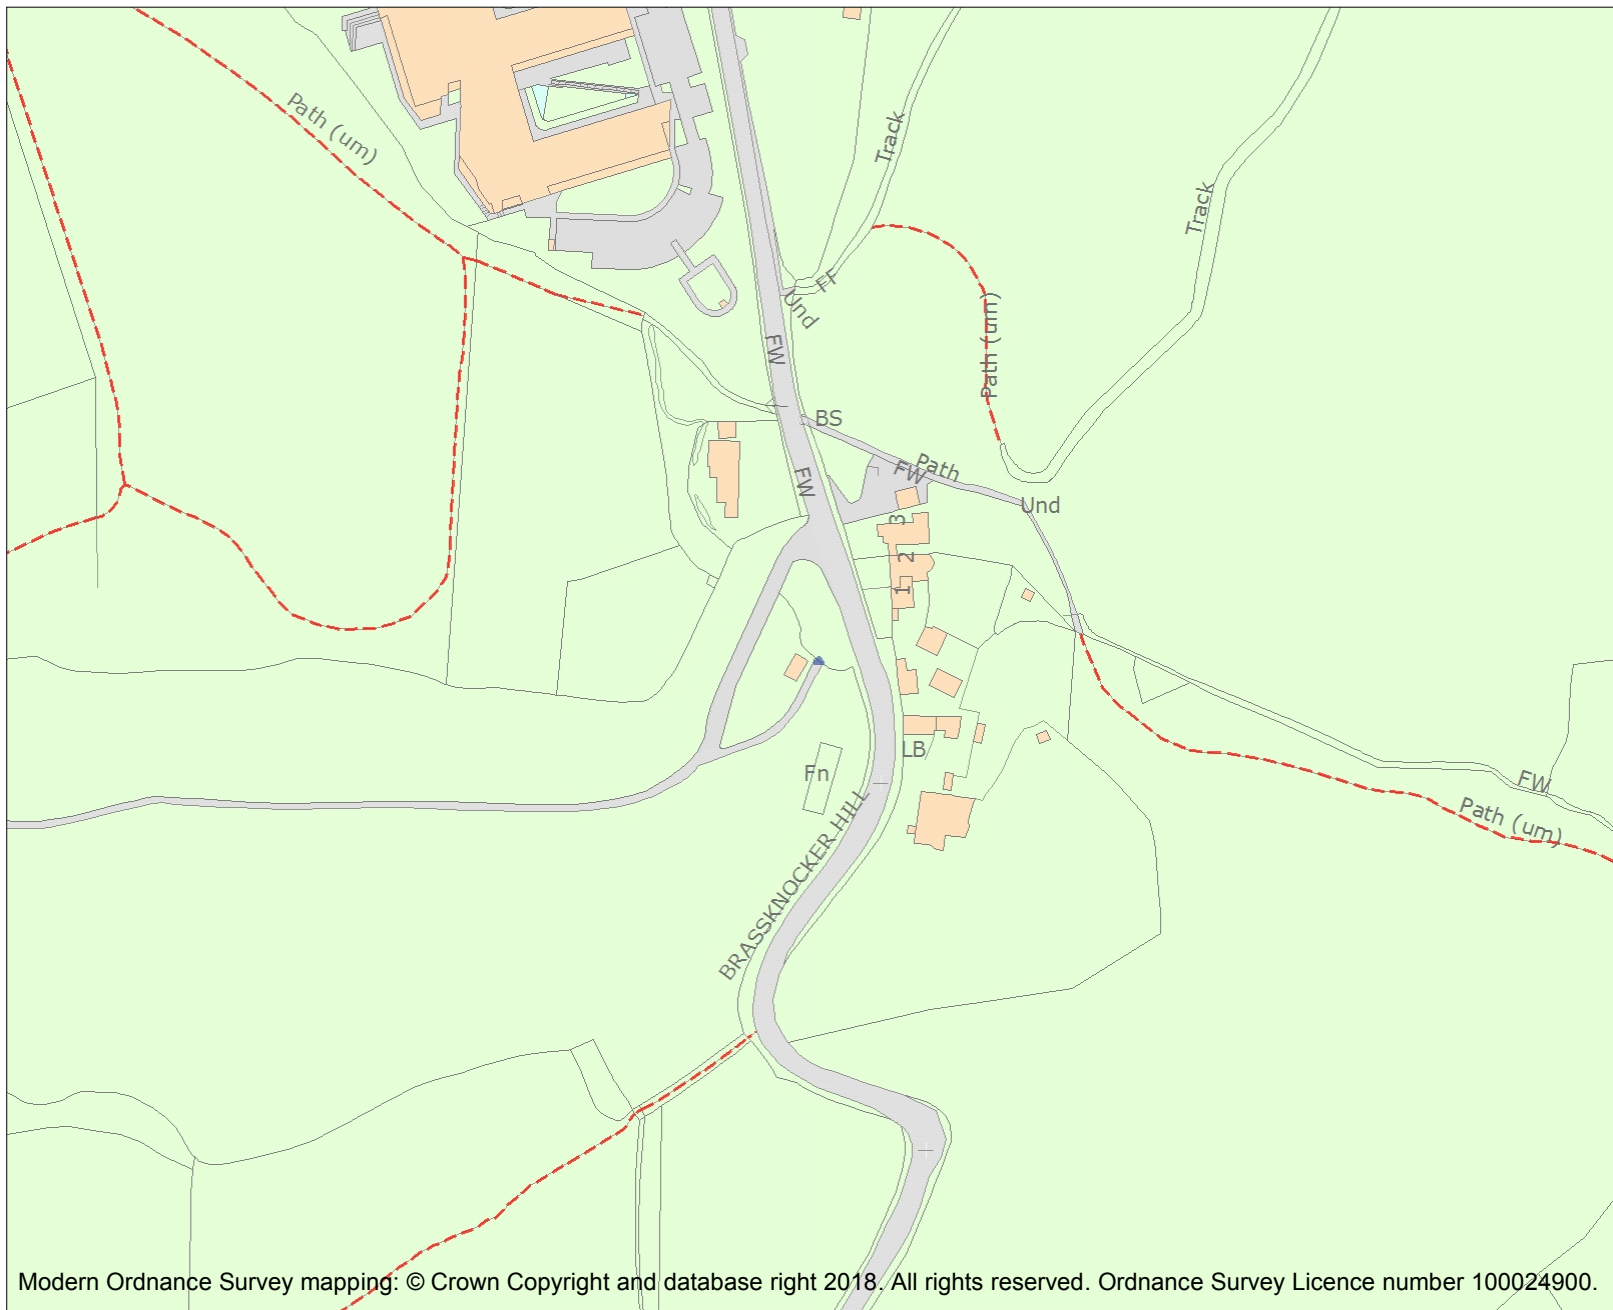 Path (um)
Track
Track
FF
Und
FW
Path (um)
BS
FW
Path
FW
Und
3
2
1
LB
Fn
FW
Path (um)
BRASSKNOCKER HILL
Modern Ordnance Survey mapping: © Crown Copyright and database right 2018. All rights reserved. Ordnance Survey Licence number 100024900.